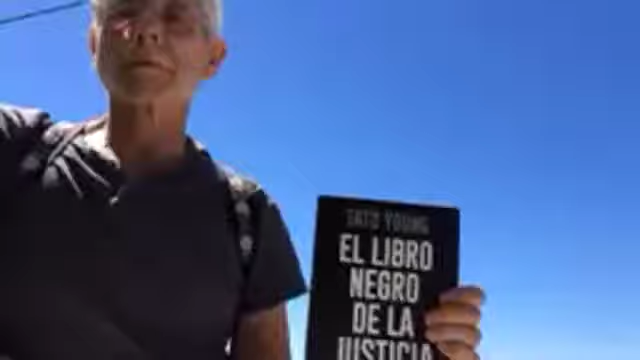 TATO YOUNG
EL LIBRO
NEGRO
DE LA
JUSTICIA